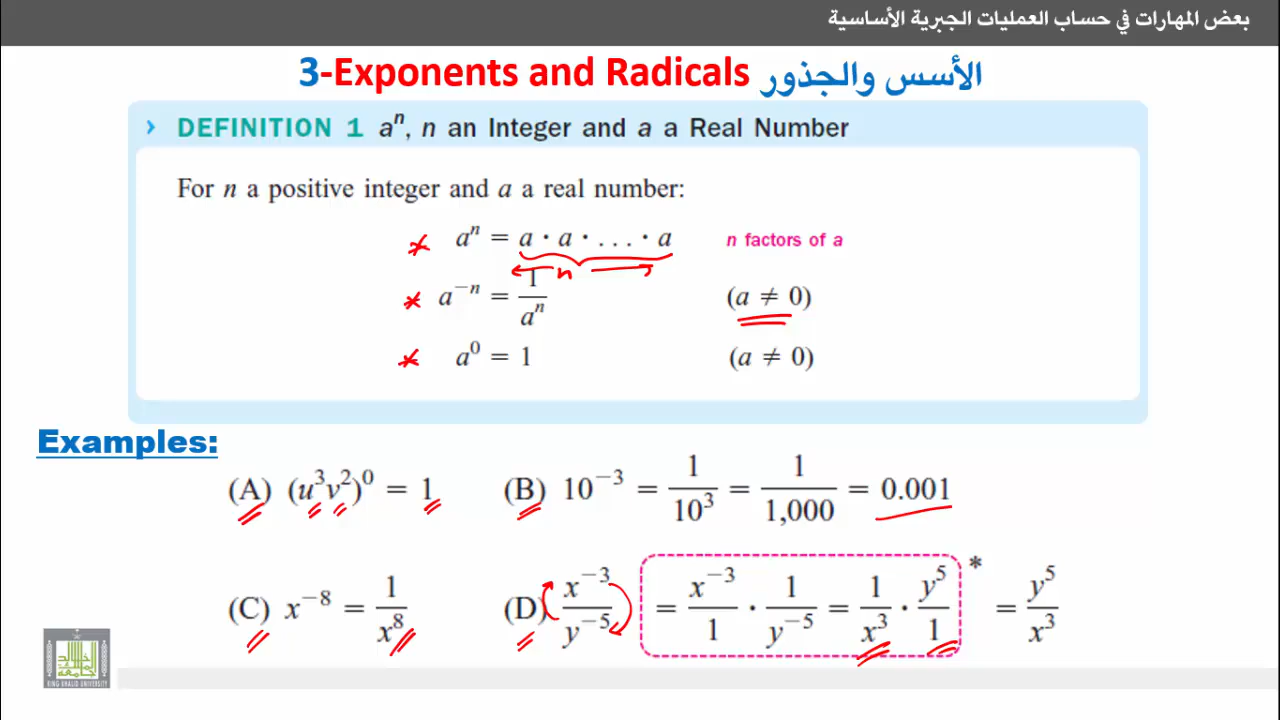 بعض المهارات في حساب العمليات الجبرية الأساسية
3-Exponents and Radicals الأسس والجذور
› DEFINITION 1 aⁿ, n an Integer and a a Real Number
For n a positive integer and a a real number:
* aⁿ = a · a · . . . · a n factors of a
n
* a⁻ⁿ = 1/aⁿ (a ≠ 0)
* a⁰ = 1 (a ≠ 0)
Examples:
(A) (u³v²)⁰ = 1 (B) 10⁻³ = 1/10³ = 1/1,000 = 0.001
(C) x⁻⁸ = 1/x⁸ (D) x⁻³/y⁻⁵ = x⁻³/1 · 1/y⁻⁵ = 1/x³ · y⁵/1 * = y⁵/x³
KING KHALID UNIVERSITY